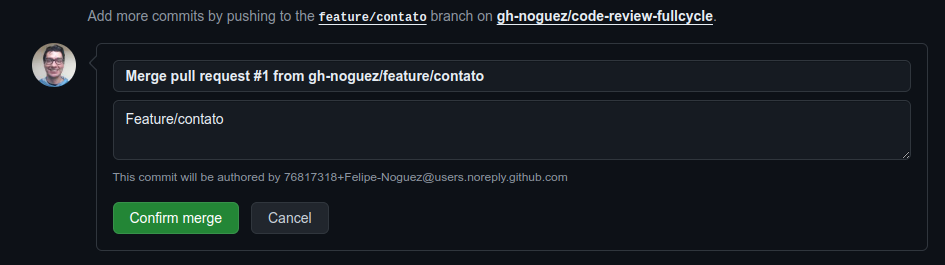 Add more commits by pushing to the feature/contato branch on gh-noguez/code-review-fullcycle.
Merge pull request #1 from gh-noguez/feature/contato
Feature/contato
This commit will be authored by 76817318+Felipe-Noguez@users.noreply.github.com
Confirm merge Cancel